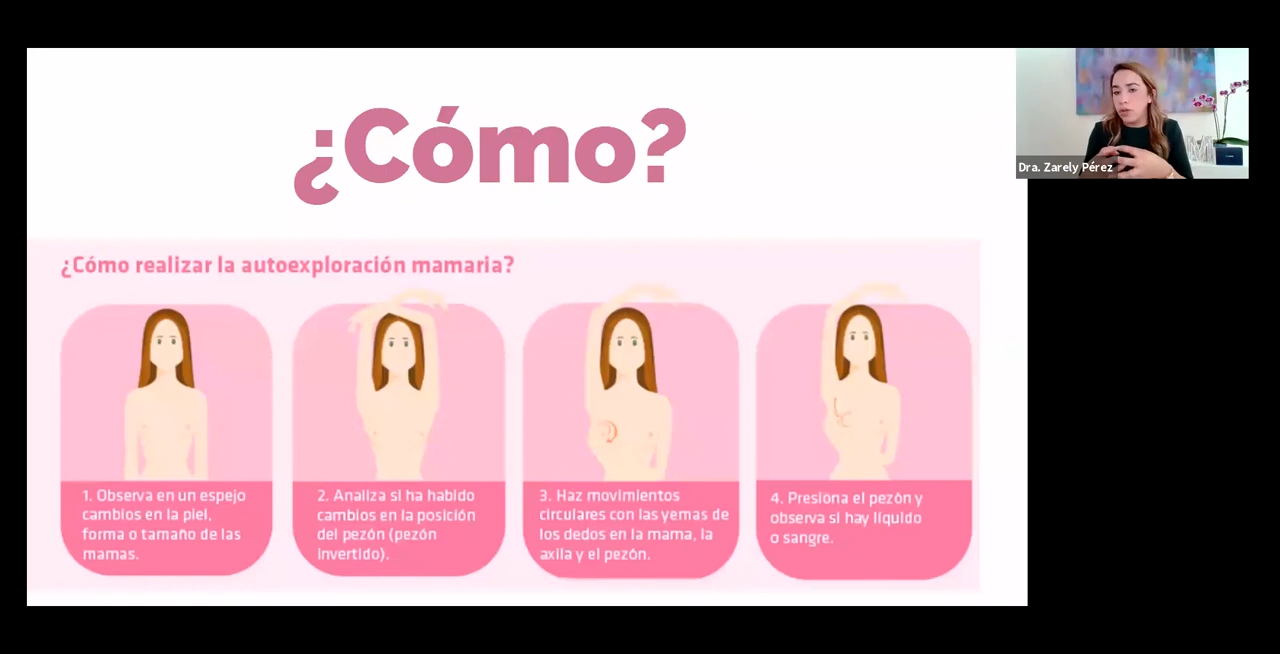 ¿Cómo?
Dra. Zarely Pérez
¿Cómo realizar la autoexploración mamaria?
1. Observa en un espejo
cambios en la piel,
forma o tamaño de las
mamas.
2. Analiza si ha habido
cambios en la posición
del pezón (pezón
invertido).
3. Haz movimientos
circulares con las yemas de
los dedos en la mama, la
axila y el pezón.
4. Presiona el pezón y
observa si hay líquido
o sangre.